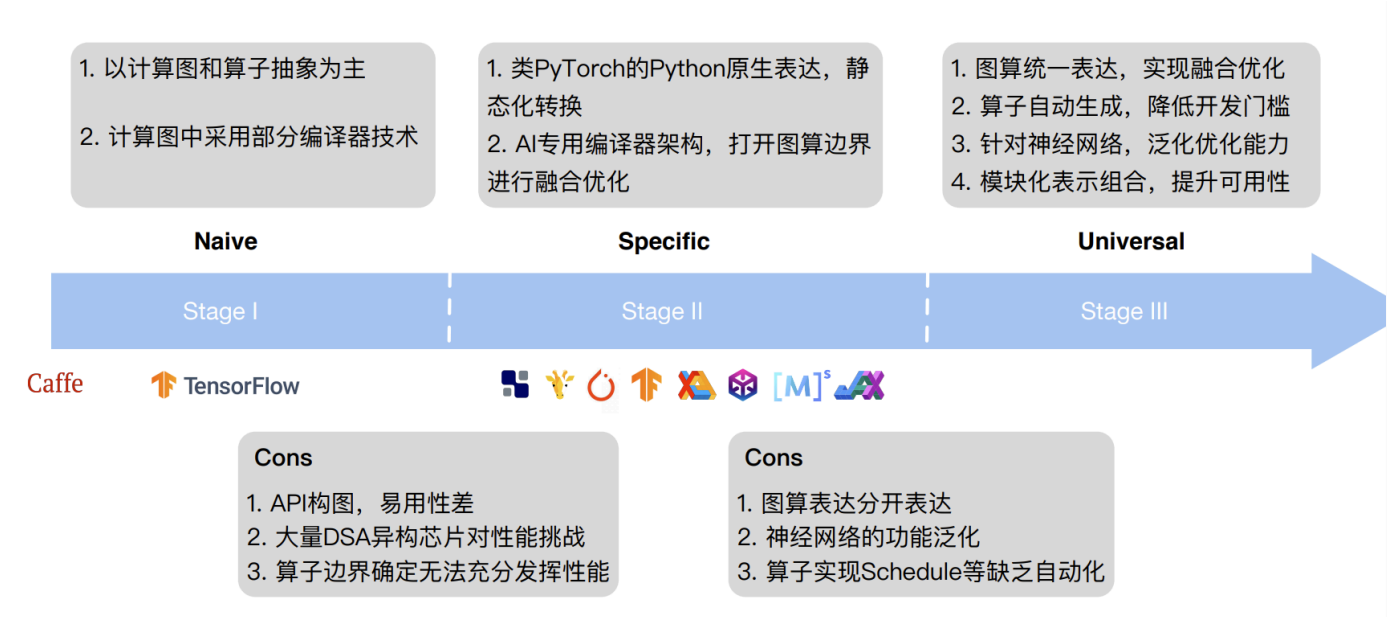 1. 以计算图和算子抽象为主
2. 计算图中采用部分编译器技术
1. 类PyTorch的Python原生表达，静
态化转换
2. AI专用编译器架构，打开图算边界
进行融合优化
1. 图算统一表达，实现融合优化
2. 算子自动生成，降低开发门槛
3. 针对神经网络，泛化优化能力
4. 模块化表示组合，提升可用性
Naive
Specific
Universal
Stage I
Stage II
Stage III
Caffe
TensorFlow
[M]s
JAX
Cons
1. API构图，易用性差
2. 大量DSA异构芯片对性能挑战
3. 算子边界确定无法充分发挥性能
Cons
1. 图算表达分开表达
2. 神经网络的功能泛化
3. 算子实现Schedule等缺乏自动化